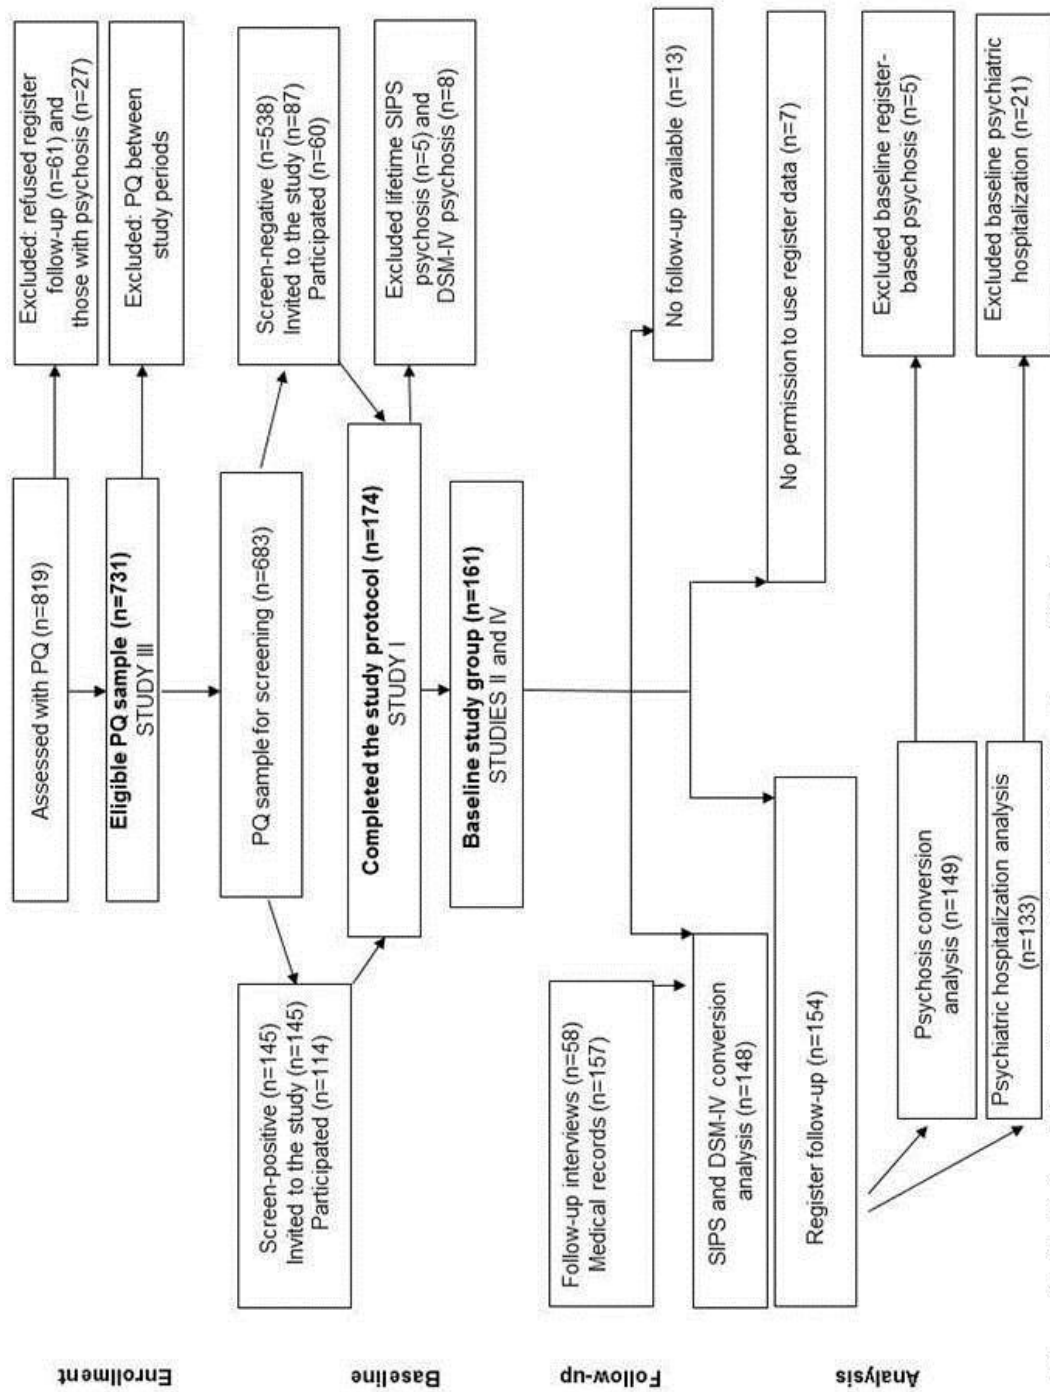 Enrollment
Assessed with PQ (n=819)
Excluded: refused register
follow-up (n=61) and
those with psychosis (n=27)
Eligible PQ sample (n=731)
STUDY III
Excluded: PQ between
study periods
PQ sample for screening (n=683)
Baseline
Screen-positive (n=145)
Invited to the study (n=145)
Participated (n=114)
Screen-negative (n=538)
Invited to the study (n=87)
Participated (n=60)
Completed the study protocol (n=174)
STUDY I
Excluded lifetime SIPS
psychosis (n=5) and
DSM-IV psychosis (n=8)
Baseline study group (n=161)
STUDIES II and IV
Follow-up
Follow-up interviews (n=58)
Medical records (n=157)
No follow-up available (n=13)
SIPS and DSM-IV conversion
analysis (n=148)
Register follow-up (n=154)
No permission to use register data (n=7)
Analysis
Psychosis conversion
analysis (n=149)
Excluded baseline register-
based psychosis (n=5)
Psychiatric hospitalization analysis
(n=133)
Excluded baseline psychiatric
hospitalization (n=21)